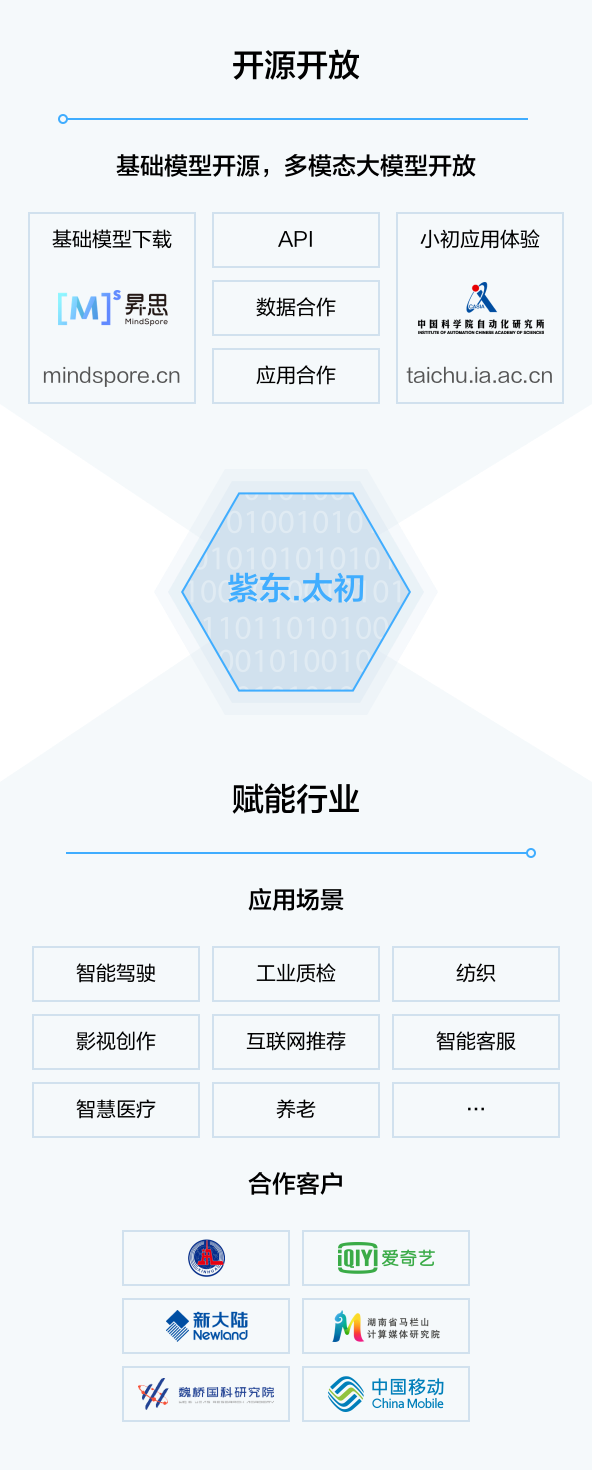 开源开放
基础模型开源，多模态大模型开放
基础模型下载
API
小初应用体验
[M]s 昇思
MindSpore
数据合作
CASIA
中国科学院自动化研究所
INSTITUTE OF AUTOMATION CHINESE ACADEMY OF SCIENCES
mindspore.cn
应用合作
taichu.ia.ac.cn
01001010
01010101010
紫东.太初
11011010100
001010010
赋能行业
应用场景
智能驾驶
工业质检
纺织
影视创作
互联网推荐
智能客服
智慧医疗
养老
…
合作客户
iQIYI 爱奇艺
新大陆
Newland
湖南省马栏山
计算媒体研究院
魏桥国科研究院
中国移动
China Mobile